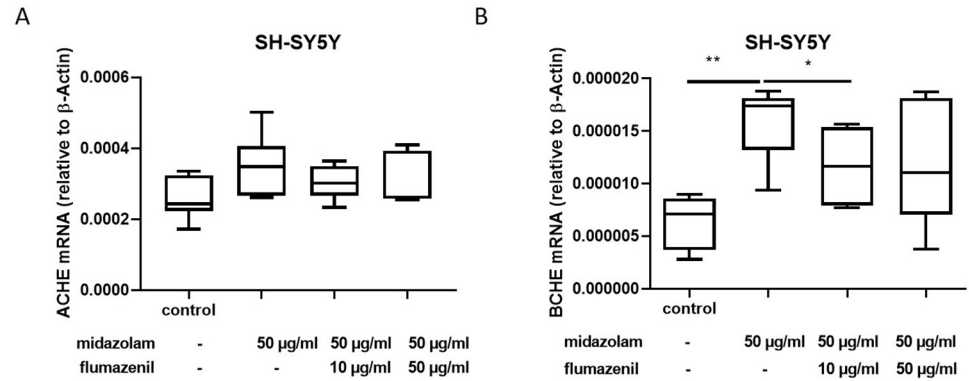 A
SH-SY5Y
ACHE mRNA (relative to β-Actin)
0.0006
0.0004
0.0002
0.0000
control
midazolam - 50 µg/ml 50 µg/ml 50 µg/ml
flumazenil - - 10 µg/ml 50 µg/ml
B
SH-SY5Y
BCHE mRNA (relative to β-Actin)
** *
0.000020
0.000015
0.000010
0.000005
0.000000
control
midazolam - 50 µg/ml 50 µg/ml 50 µg/ml
flumazenil - - 10 µg/ml 50 µg/ml